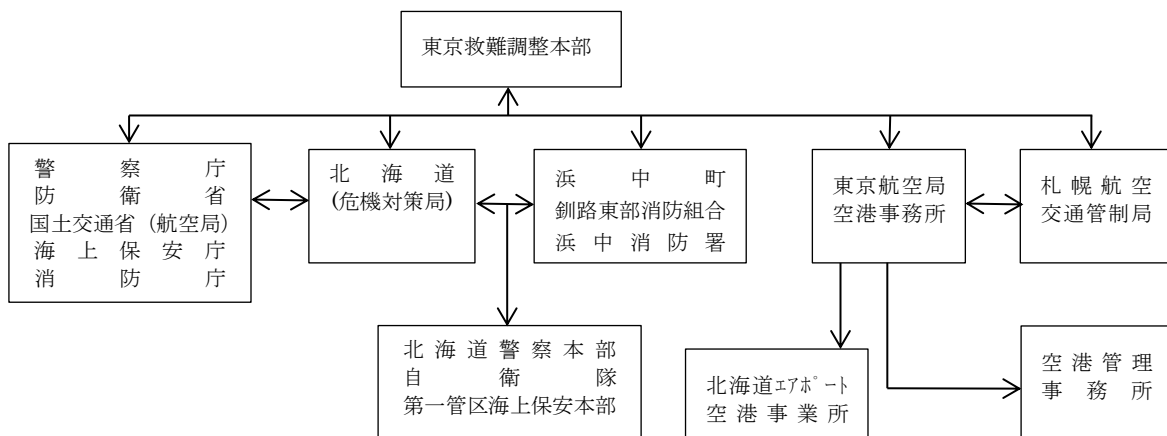 東京救難調整本部
警察庁
防衛省
国土交通省（航空局）
海上保安庁
消防庁
北海道
(危機対策局)
浜中町
釧路東部消防組合
浜中消防署
東京航空局
空港事務所
札幌航空
交通管制局
北海道警察本部
自衛隊
第一管区海上保安本部
北海道ｴｱﾎﾟｰﾄ
空港事業所
空港管理
事務所